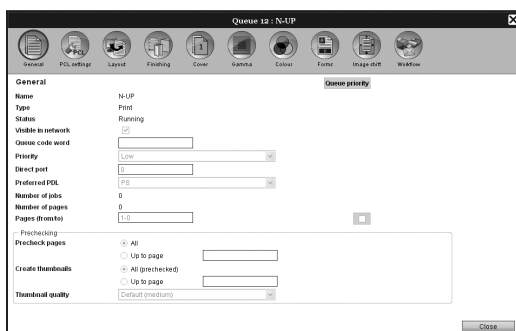 Queue 12 : N-UP
X
PCL
1
General PCL settings Layout Finishing Cover Gamma Colour Forms Image shift Workflow
General Queue priority
Name N-UP
Type Print
Status Running
Visible in network
Queue code word
Priority Low
Direct port 0
Preferred PDL PS
Number of jobs 0
Number of pages 0
Pages (from/to) 1-0
Prechecking
Precheck pages All
Up to page
Create thumbnails All (prechecked)
Up to page
Thumbnail quality Default (medium)
Close